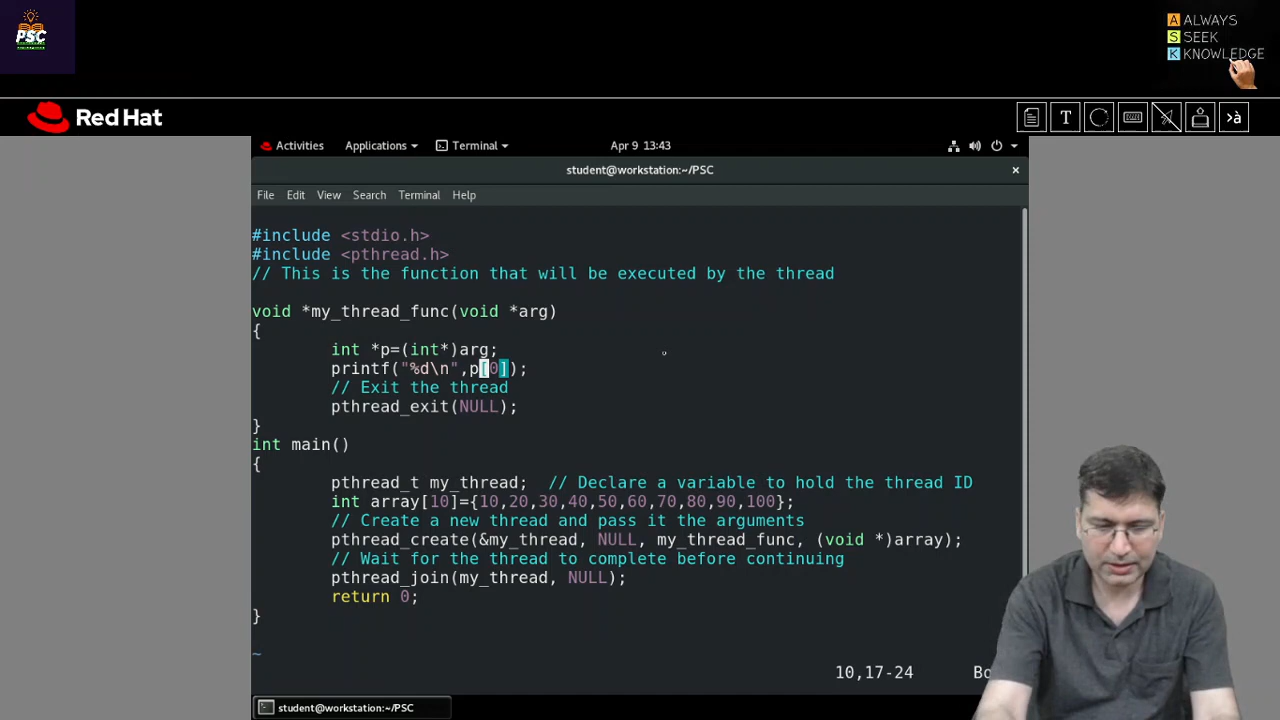 PSC
ALWAYS
SEEK
KNOWLEDGE
Red Hat
T
>à
Activities Applications Terminal Apr 9 13:43
student@workstation:~/PSC ×
File Edit View Search Terminal Help
#include <stdio.h>
#include <pthread.h>
// This is the function that will be executed by the thread
void *my_thread_func(void *arg)
{
int *p=(int*)arg;
printf("%d\n",p[0]);
// Exit the thread
pthread_exit(NULL);
}
int main()
{
pthread_t my_thread; // Declare a variable to hold the thread ID
int array[10]={10,20,30,40,50,60,70,80,90,100};
// Create a new thread and pass it the arguments
pthread_create(&my_thread, NULL, my_thread_func, (void *)array);
// Wait for the thread to complete before continuing
pthread_join(my_thread, NULL);
return 0;
}
~
10,17-24 Bo
student@workstation:~/PSC